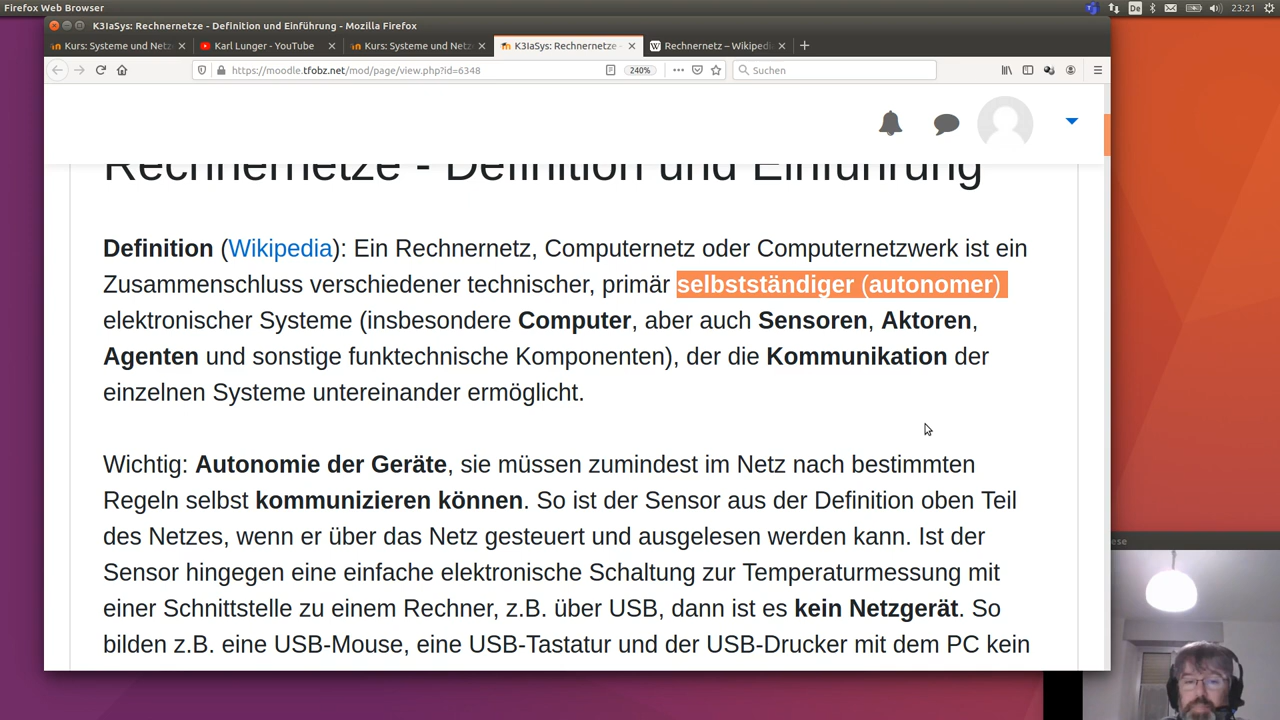 Firefox Web Browser
De
23:21
K3IaSys: Rechnernetze - Definition und Einführung - Mozilla Firefox
Kurs: Systeme und Netz
Karl Lunger - YouTube
Kurs: Systeme und Netz
K3IaSys: Rechnernetze -
Rechnernetz – Wikipedi
https://moodle.tfobz.net/mod/page/view.php?id=6348
240%
Suchen
Rechnernetze - Definition und Einführung
Definition (Wikipedia): Ein Rechnernetz, Computernetz oder Computernetzwerk ist ein
Zusammenschluss verschiedener technischer, primär selbstständiger (autonomer)
elektronischer Systeme (insbesondere Computer, aber auch Sensoren, Aktoren,
Agenten und sonstige funktechnische Komponenten), der die Kommunikation der
einzelnen Systeme untereinander ermöglicht.
Wichtig: Autonomie der Geräte, sie müssen zumindest im Netz nach bestimmten
Regeln selbst kommunizieren können. So ist der Sensor aus der Definition oben Teil
des Netzes, wenn er über das Netz gesteuert und ausgelesen werden kann. Ist der
Sensor hingegen eine einfache elektronische Schaltung zur Temperaturmessung mit
einer Schnittstelle zu einem Rechner, z.B. über USB, dann ist es kein Netzgerät. So
bilden z.B. eine USB-Mouse, eine USB-Tastatur und der USB-Drucker mit dem PC kein
ese